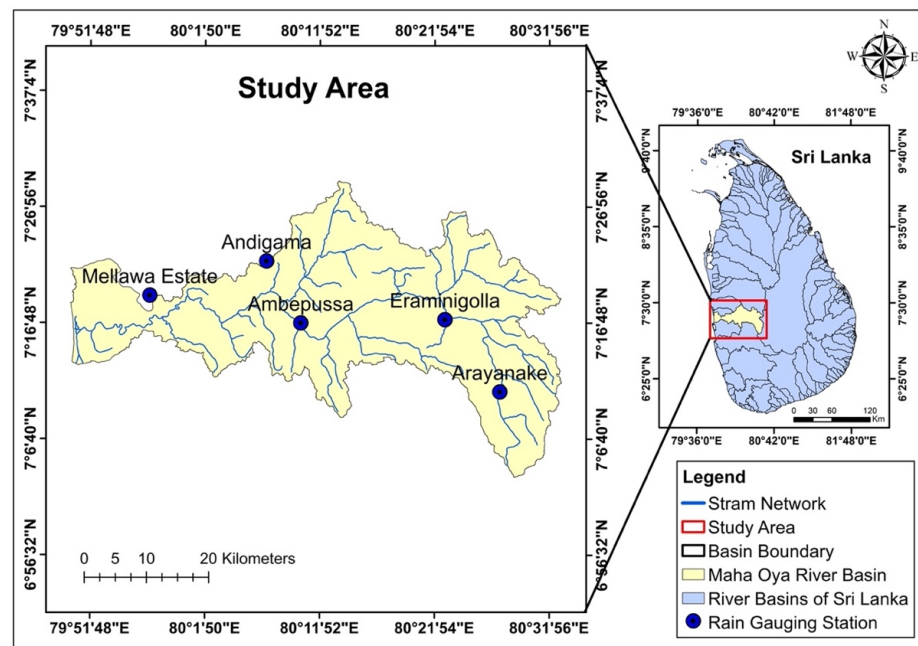 79°51'48"E 80°1'50"E 80°11'52"E 80°21'54"E 80°31'56"E
N
W E
S
Study Area
7°37'4"N 7°37'4"N
7°26'56"N 7°26'56"N
7°16'48"N 7°16'48"N
7°6'40"N 7°6'40"N
6°56'32"N 6°56'32"N
Andigama
Mellawa Estate
Ambepussa
Eraminigolla
Arayanake
0 5 10 20 Kilometers
79°51'48"E 80°1'50"E 80°11'52"E 80°21'54"E 80°31'56"E
79°36'0"E 80°42'0"E 81°48'0"E
Sri Lanka
9°40'0"N 9°40'0"N
8°35'0"N 8°35'0"N
7°30'0"N 7°30'0"N
6°25'0"N 6°25'0"N
0 30 60 120
Km
79°36'0"E 80°42'0"E 81°48'0"E
Legend
Stram Network
Study Area
Basin Boundary
Maha Oya River Basin
River Basins of Sri Lanka
Rain Gauging Station